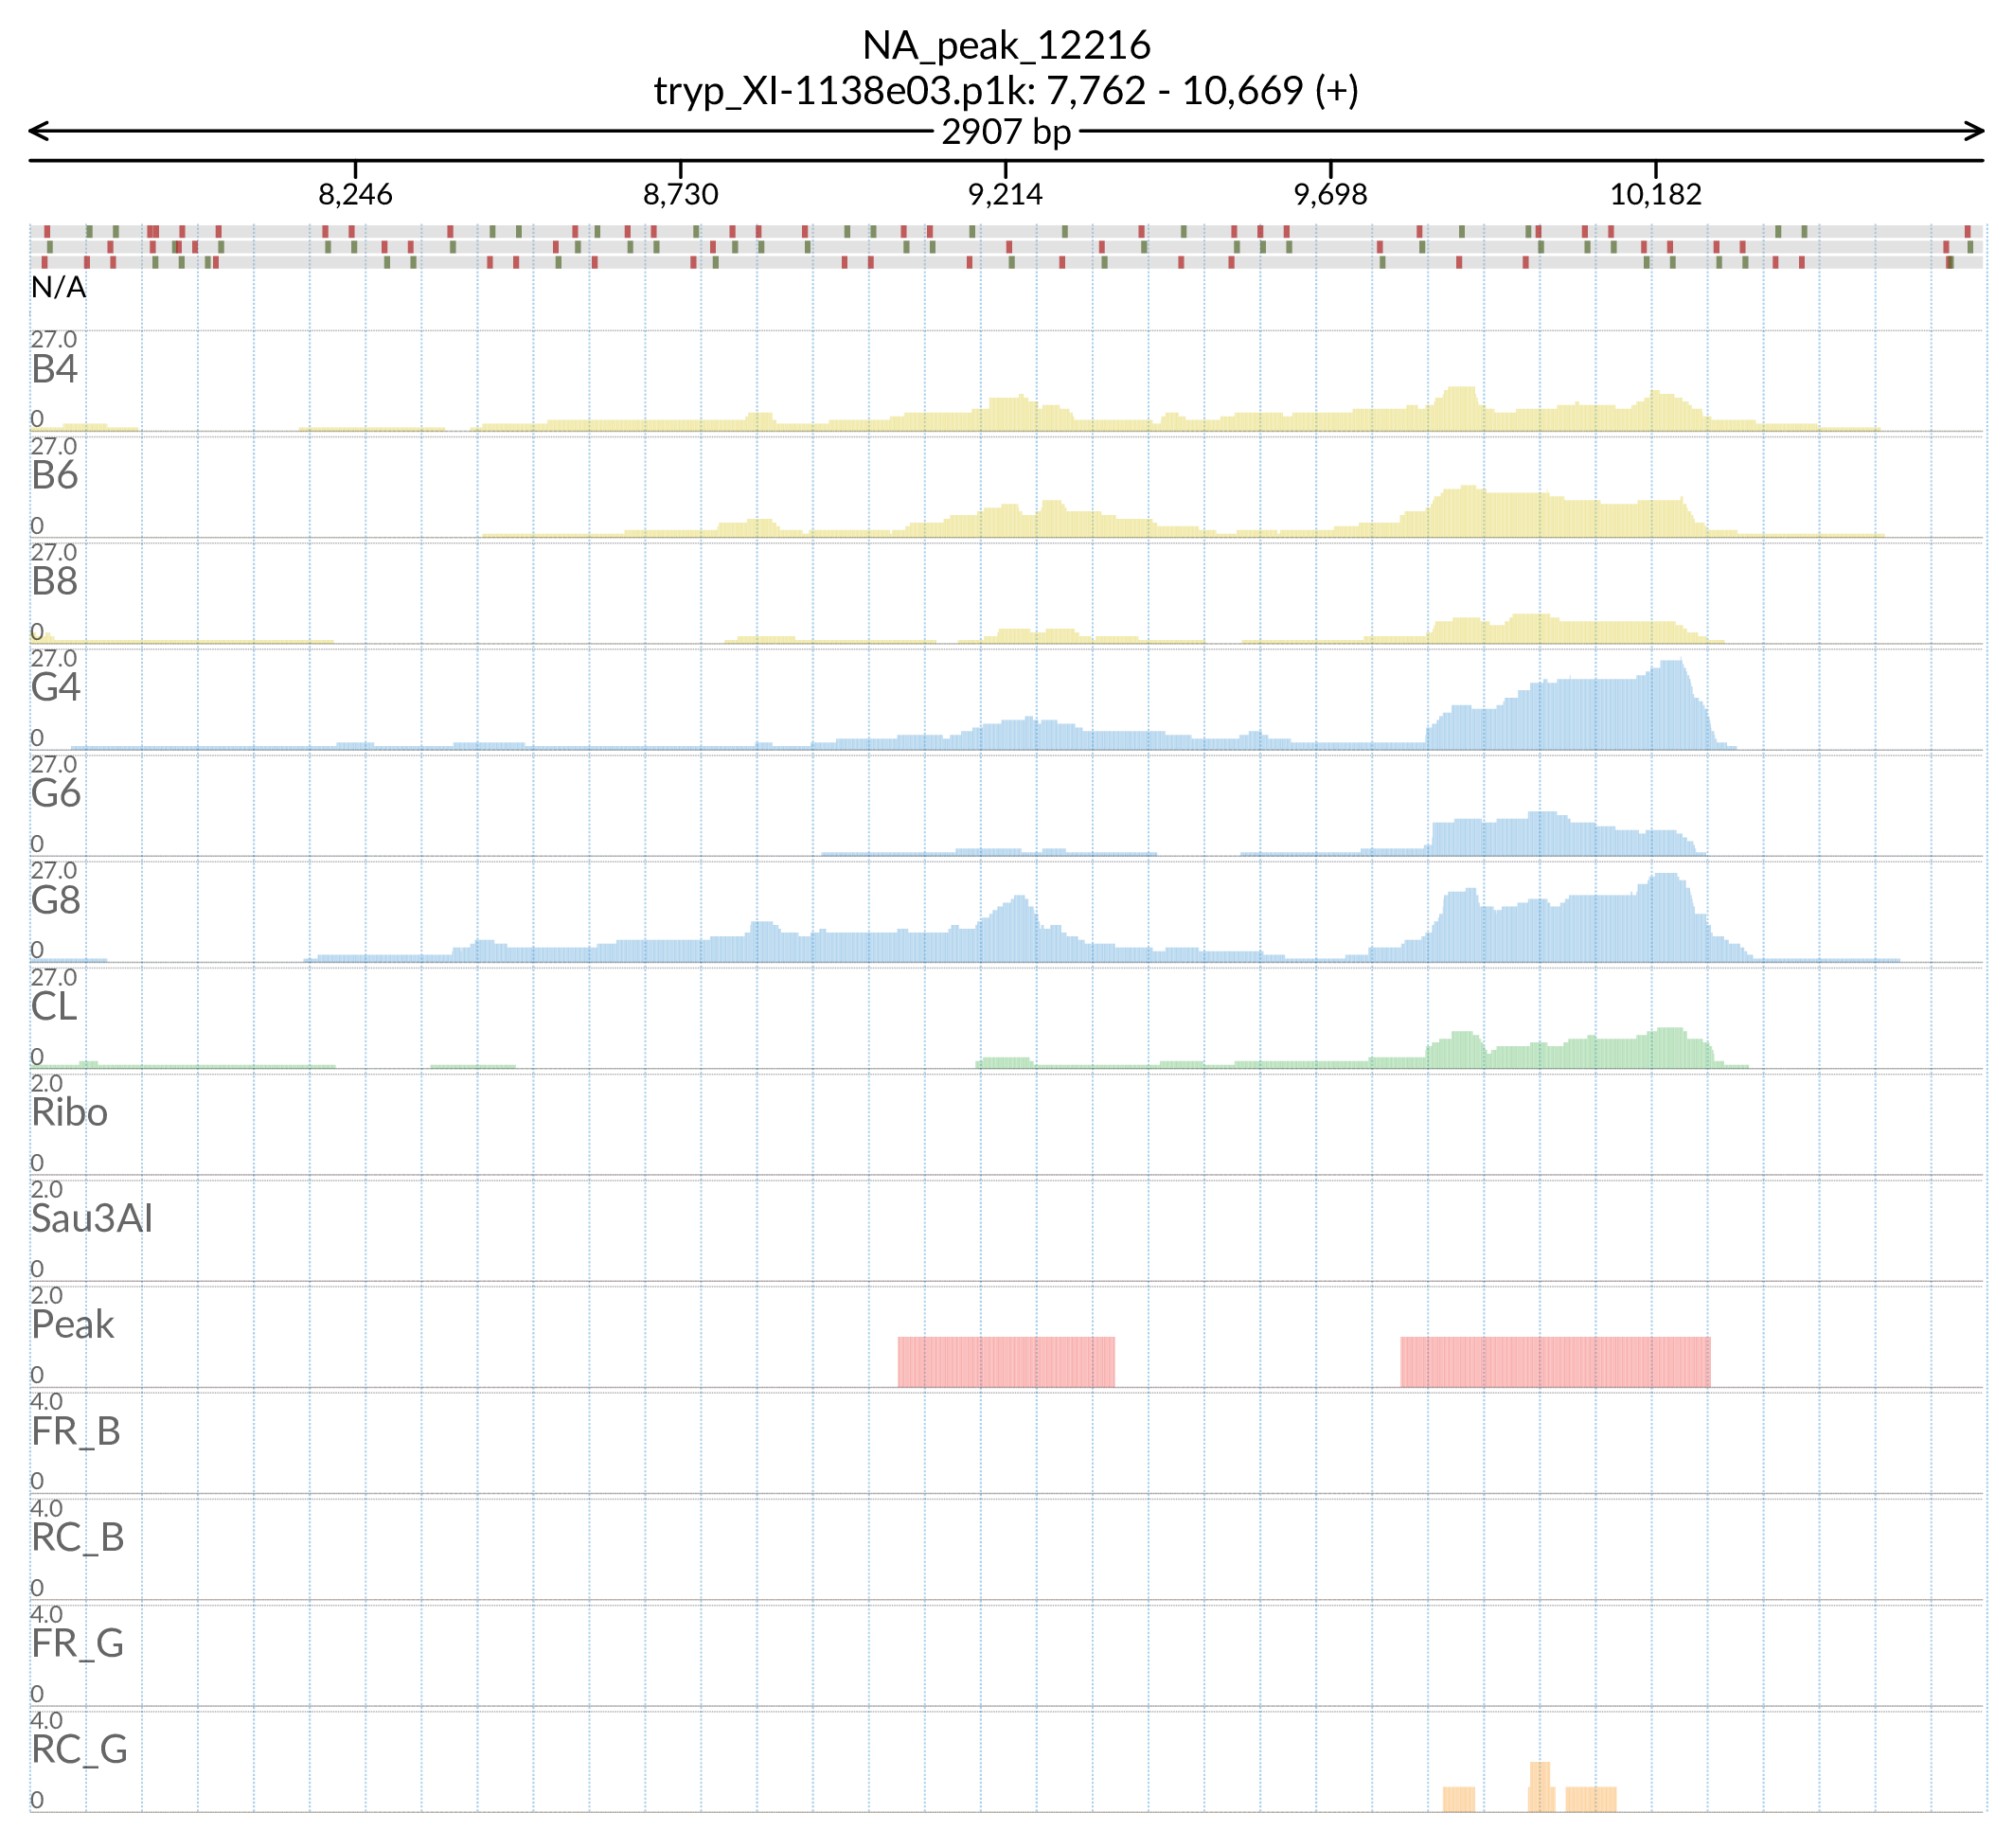 NA_peak_12216
tryp_XI-1138e03.p1k: 7,762 - 10,669 (+)
2907 bp
8,246 8,730 9,214 9,698 10,182
N/A
27.0
B4
0
27.0
B6
0
27.0
B8
0
27.0
G4
0
27.0
G6
0
27.0
G8
0
27.0
CL
0
2.0
Ribo
0
2.0
Sau3AI
0
2.0
Peak
0
4.0
FR_B
0
4.0
RC_B
0
4.0
FR_G
0
4.0
RC_G
0